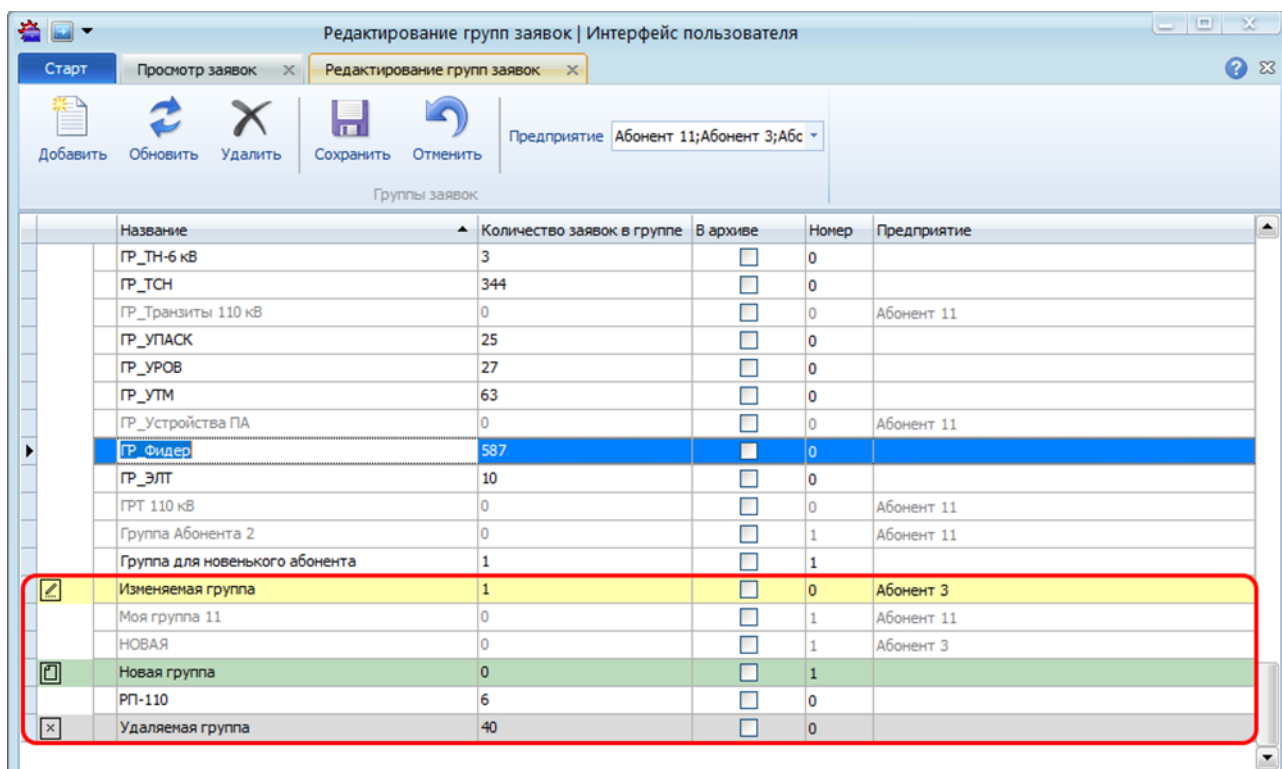 Редактирование групп заявок | Интерфейс пользователя
Старт Просмотр заявок Редактирование групп заявок
Добавить Обновить Удалить Сохранить Отменить Предприятие Абонент 11;Абонент 3;Абс
Группы заявок
Название Количество заявок в группе В архиве Номер Предприятие
ГР_ТН-6 кВ 3 0
ГР_ТСН 344 0
ГР_Транзиты 110 кВ 0 0 Абонент 11
ГР_УПАСК 25 0
ГР_УРОВ 27 0
ГР_УТМ 63 0
ГР_Устройства ПА 0 0 Абонент 11
ГР_Фидер 587 0
ГР_ЭЛТ 10 0
ГРТ 110 кВ 0 0 Абонент 11
Группа Абонента 2 0 1 Абонент 11
Группа для новенького абонента 1 1
Изменяемая группа 1 0 Абонент 3
Моя группа 11 0 1 Абонент 11
НОВАЯ 0 1 Абонент 3
Новая группа 0 1
РП-110 6 0
Удаляемая группа 40 0